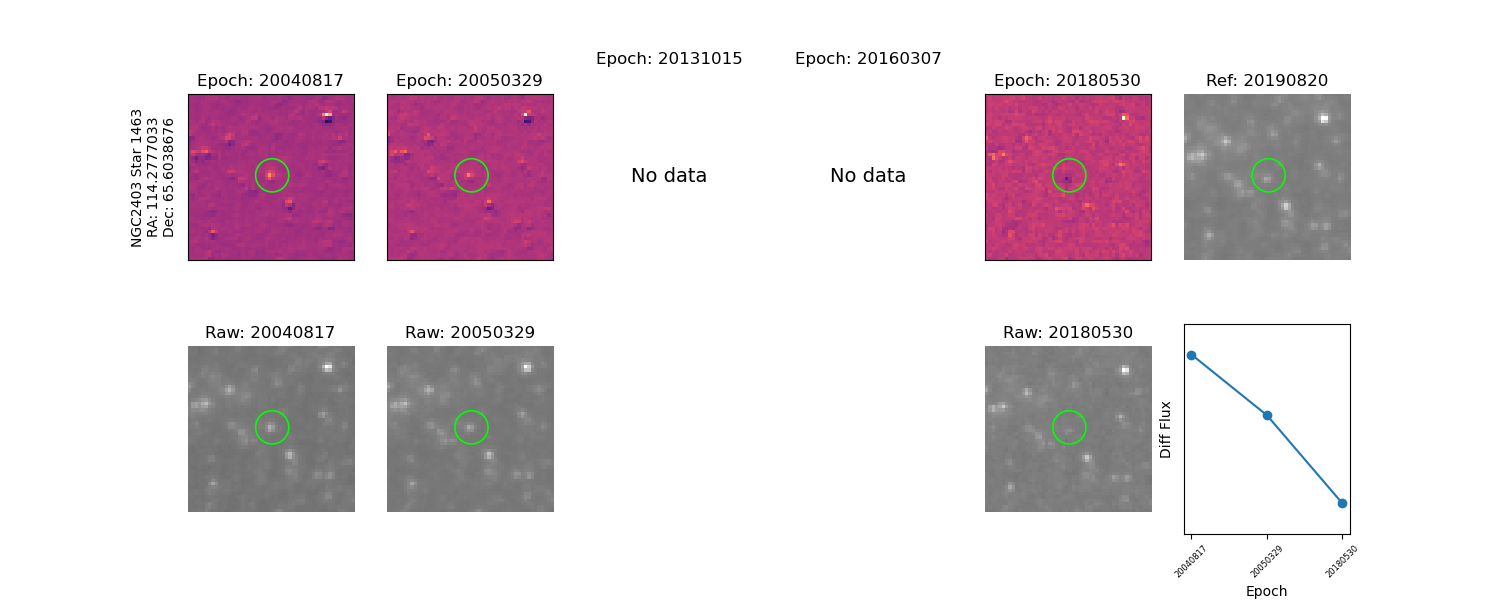 Epoch: 20131015
Epoch: 20160307
Epoch: 20040817
Epoch: 20050329
Epoch: 20180530
Ref: 20190820
NGC2403 Star 1463
RA: 114.2777033
Dec: 65.6038676
No data
No data
Raw: 20040817
Raw: 20050329
Raw: 20180530
Diff Flux
20040817
20050329
20180530
Epoch